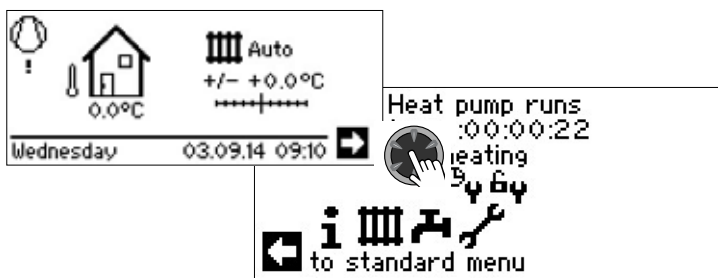 Auto
+/- +0.0°C
0.0°C
Wednesday 03.09.14 09:10
Heat pump runs
:00:00:22
eating
to standard menu